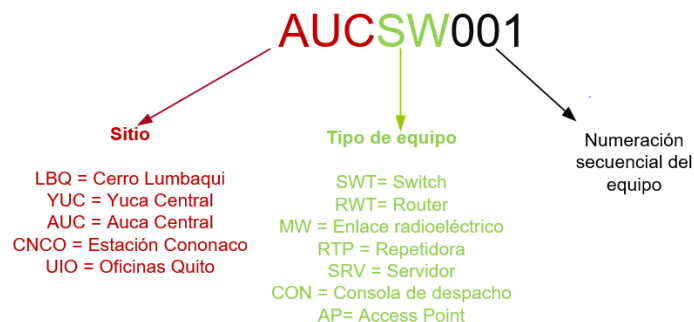 AUCSW001
Sitio
LBQ = Cerro Lumbaqui
YUC = Yuca Central
AUC = Auca Central
CNCO = Estación Cononaco
UIO = Oficinas Quito
Tipo de equipo
SWT= Switch
RWT= Router
MW = Enlace radioeléctrico
RTP = Repetidora
SRV = Servidor
CON = Consola de despacho
AP= Access Point
Numeración
secuencial del
equipo